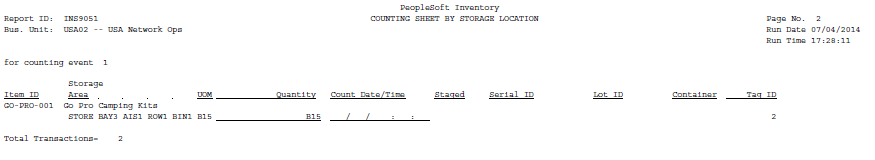 PeopleSoft Inventory
Report ID: INS9051 COUNTING SHEET BY STORAGE LOCATION Page No. 2
Bus. Unit: USA02 -- USA Network Ops Run Date 07/04/2014
Run Time 17:28:11
for counting event 1
Storage
Item ID Area . . . . UOM Quantity Count Date/Time Staged Serial ID Lot ID Container Tag ID
GO-PRO-001 Go Pro Camping Kits
STORE BAY3 AIS1 ROW1 BIN1 B15 B15 / / : : 2
Total Transactions= 2